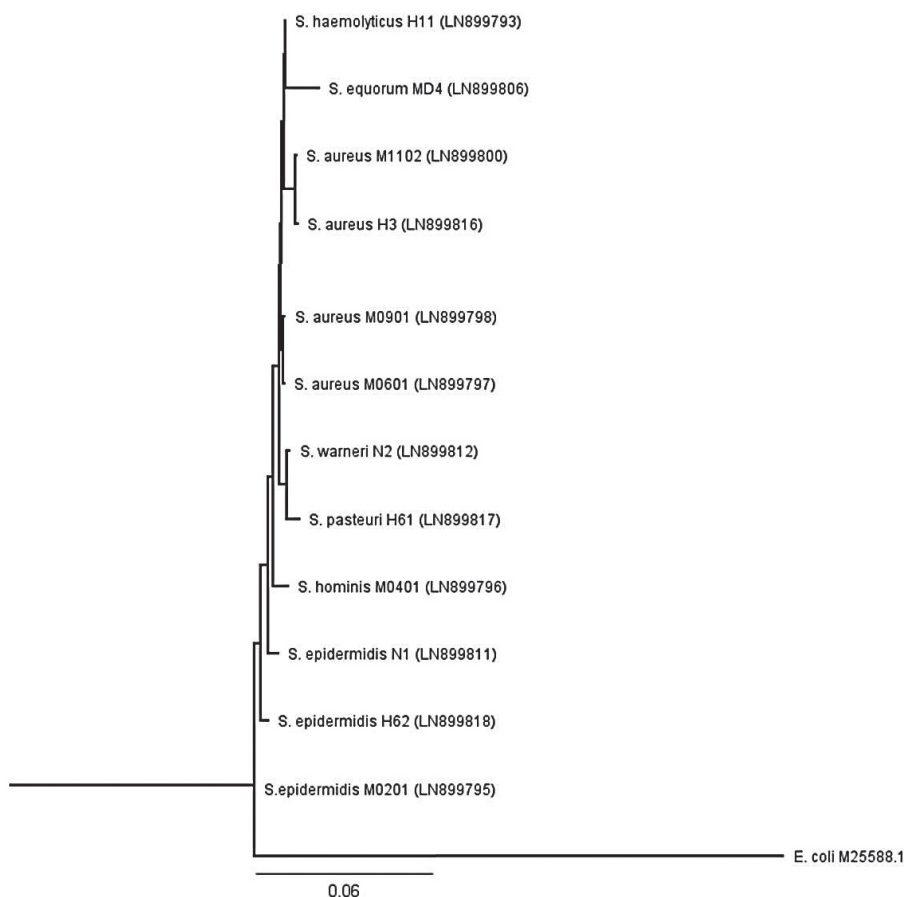 S. haemolyticus H11 (LN899793)
S. equorum MD4 (LN899806)
S. aureus M1102 (LN899800)
S. aureus H3 (LN899816)
S. aureus M0901 (LN899798)
S. aureus M0601 (LN899797)
S. warneri N2 (LN899812)
S. pasteuri H61 (LN899817)
S. hominis M0401 (LN899796)
S. epidermidis N1 (LN899811)
S. epidermidis H62 (LN899818)
S.epidermidis M0201 (LN899795)
E. coli M25588.1
0.06